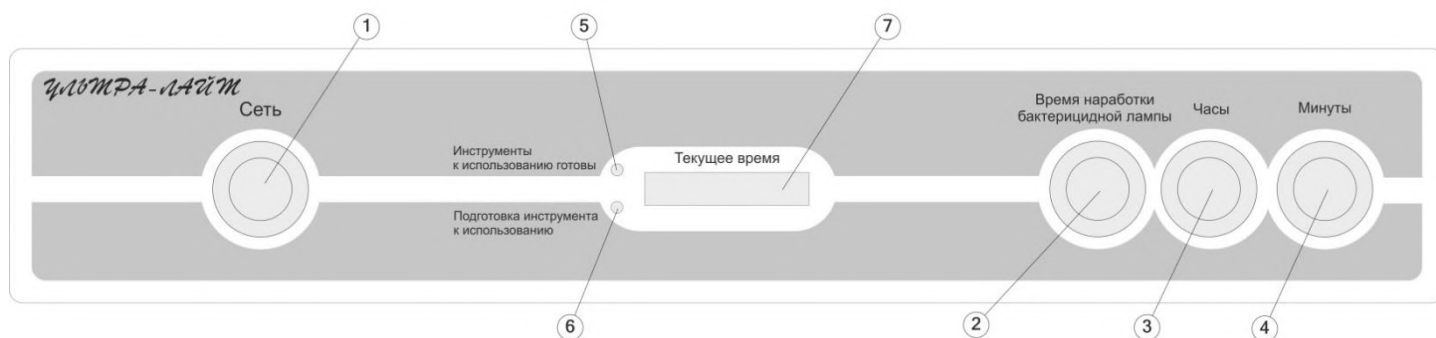 1
5
7
УЛЬТРА-ЛАЙТ
Сеть
Инструменты
к использованию готовы
Подготовка инструмента
к использованию
Текущее время
Время наработки
бактерицидной лампы
Часы
Минуты
6
2
3
4